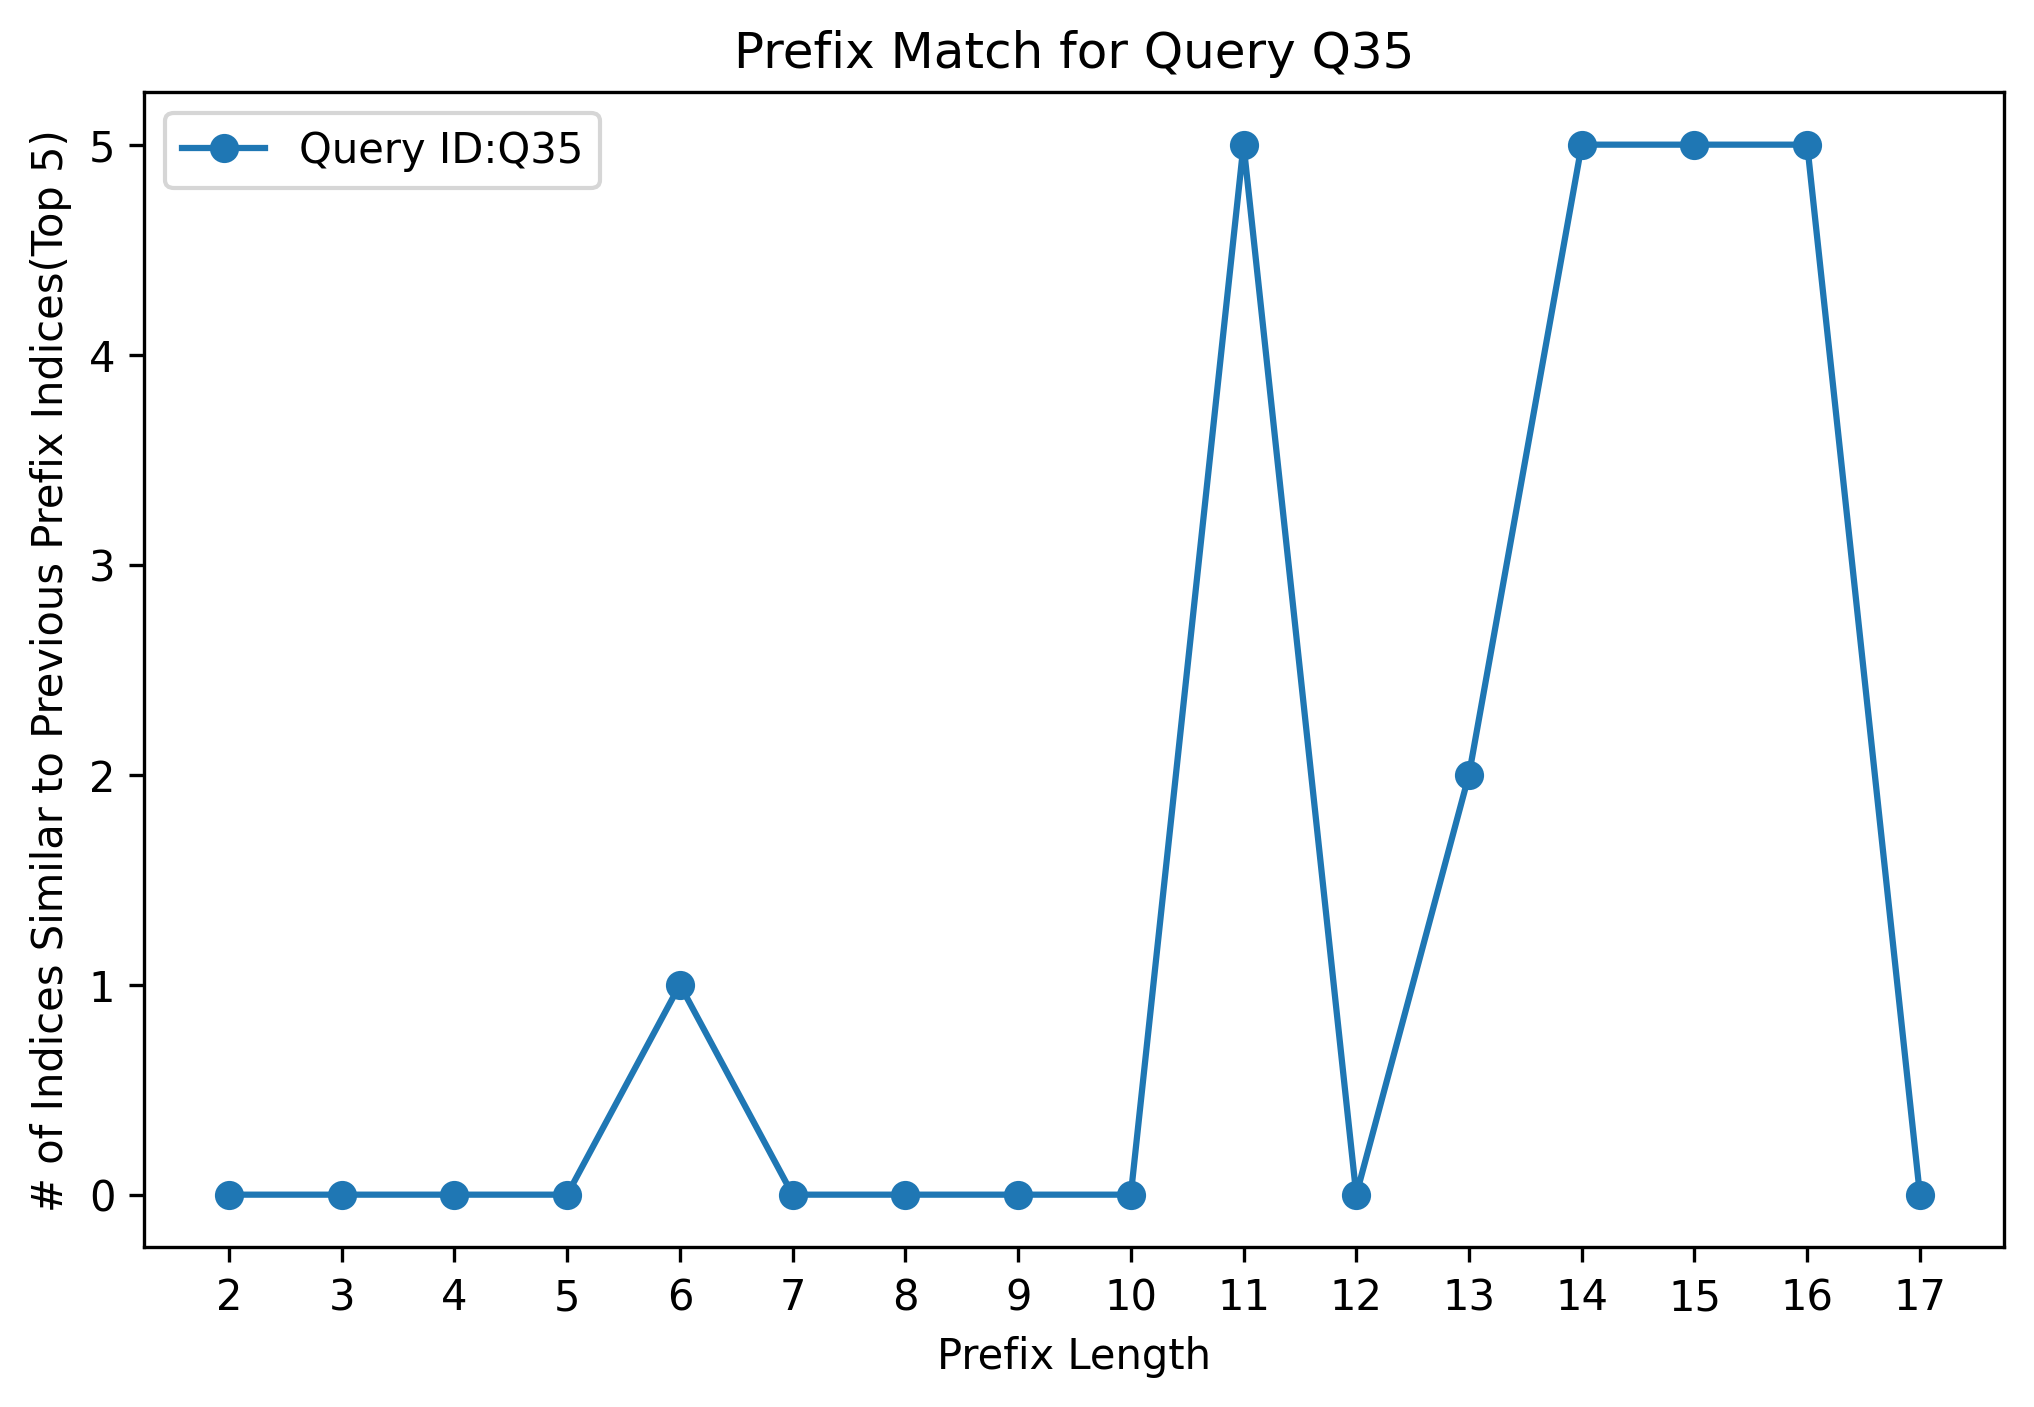 Prefix Match for Query Q35
Query ID:Q35
# of Indices Similar to Previous Prefix Indices(Top 5)
5
4
3
2
1
0
2 3 4 5 6 7 8 9 10 11 12 13 14 15 16 17
Prefix Length